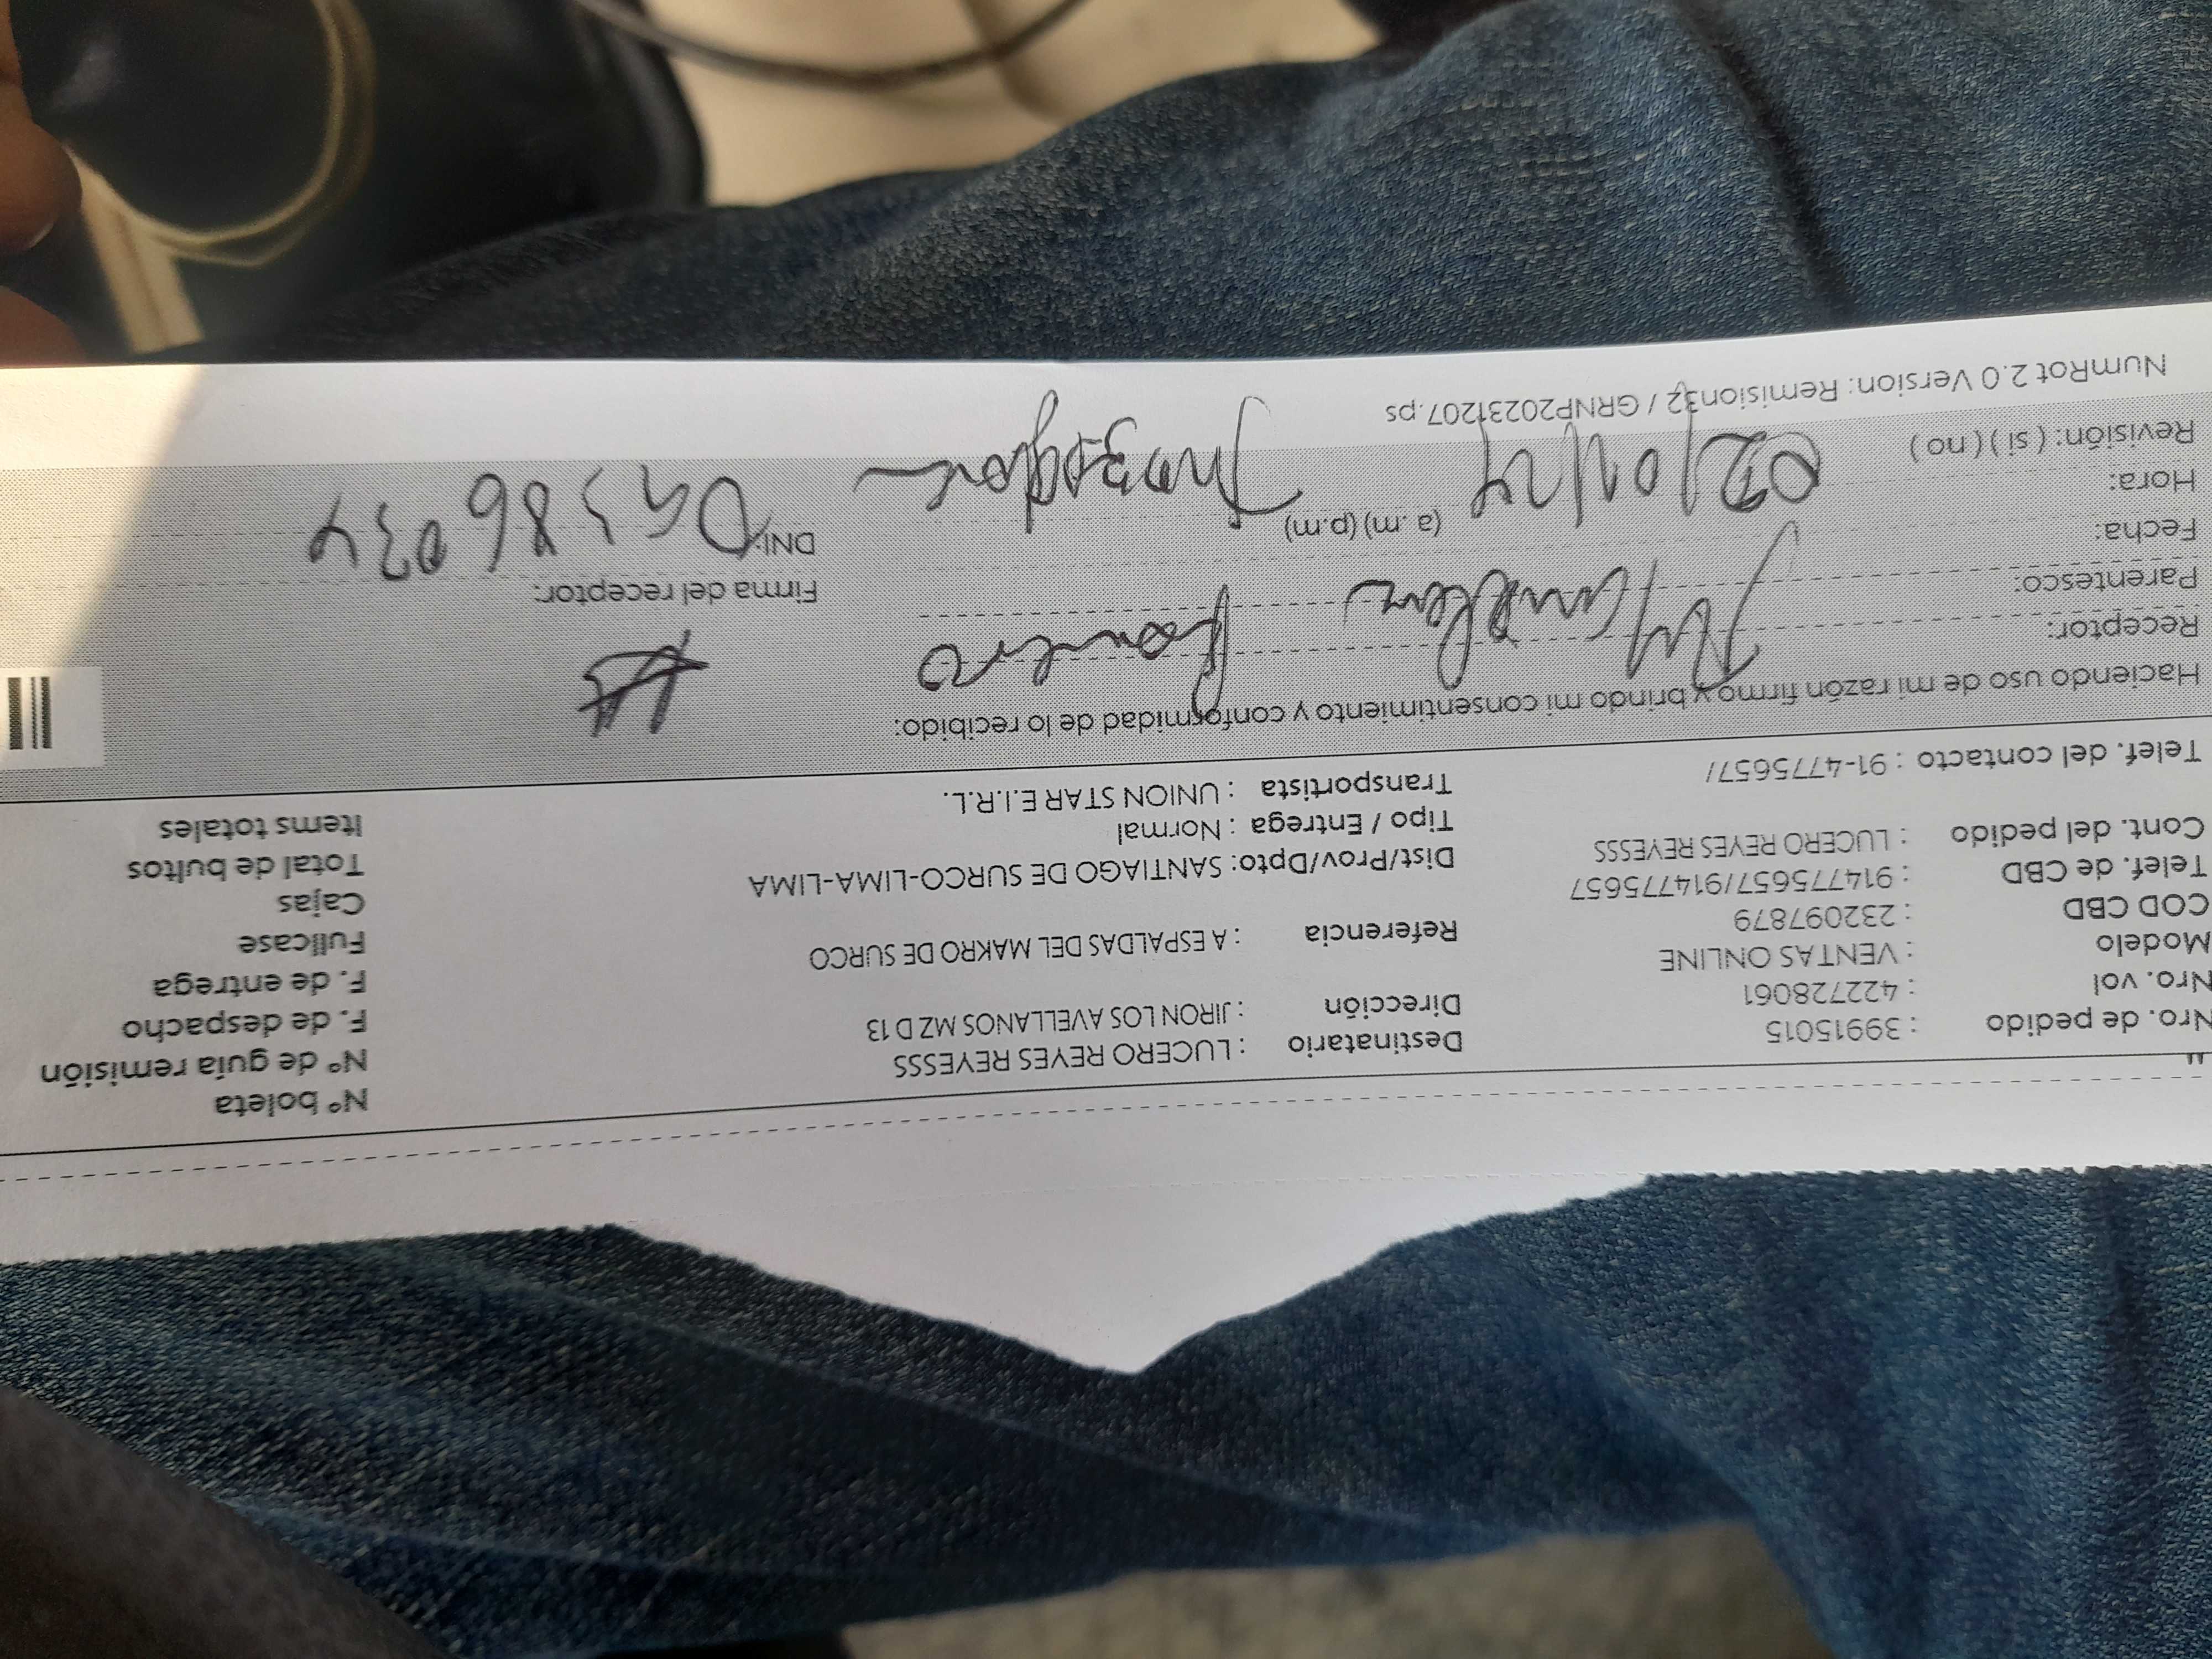 Nro. de pedido : 39915015
Nro. vol : 422728061
Modelo : VENTAS ONLINE
COD CBD : 232097879
Telef. de CBD : 914775657/914775657
Cont. del pedido : LUCERO REYES REYESSS
Telef. del contacto : 91-4775657/
Destinatario : LUCERO REYES REYESSS
Dirección : JIRON LOS AVELLANOS MZ D 13
Referencia : A ESPALDAS DEL MAKRO DE SURCO
Dist/Prov/Dpto: SANTIAGO DE SURCO-LIMA-LIMA
Tipo / Entrega : Normal
Transportista : UNION STAR E.I.R.L.
N° boleta
N° de guía remisión
F. de despacho
F. de entrega
Fullcase
Cajas
Total de bultos
Items totales
Haciendo uso de mi razón firmo y brindo mi consentimiento y conformidad de lo recibido:
Receptor:
Parentesco:
Fecha:
Hora: (a.m) (p.m)
Revisión: ( si ) ( no )
Romero
02/01/24
Firma del receptor:
DNI:
NumRot 2.0 Version: Remision32 / GRNP20231207.ps